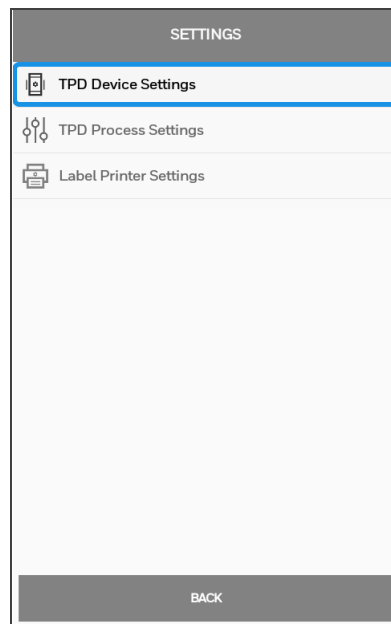 SETTINGS
TPD Device Settings
TPD Process Settings
Label Printer Settings
BACK